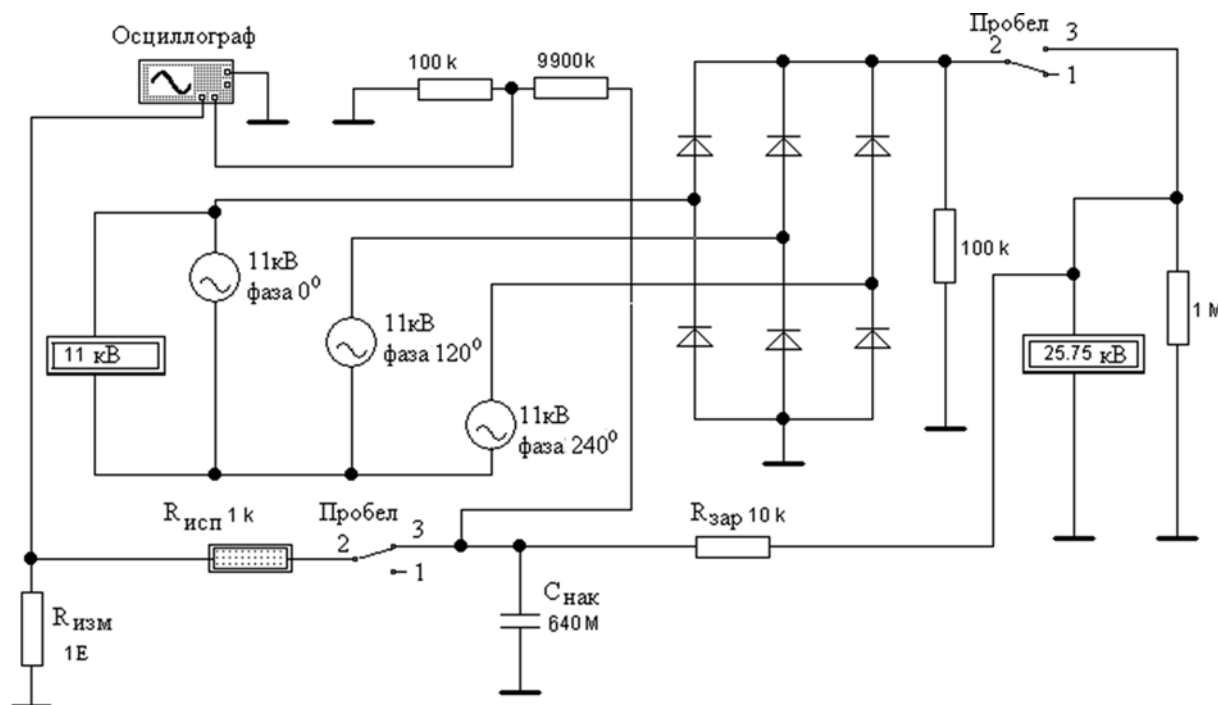 Осциллограф
Пробел
2
3
1
100 k
9900k
11кВ
фаза 0⁰
11кВ
фаза 120⁰
11кВ
фаза 240⁰
11 кВ
100 k
1 М
25.75 кВ
Rисп 1 k
Пробел
2
3
1
Rзар 10 k
Cнак
640 М
Rизм
1Е